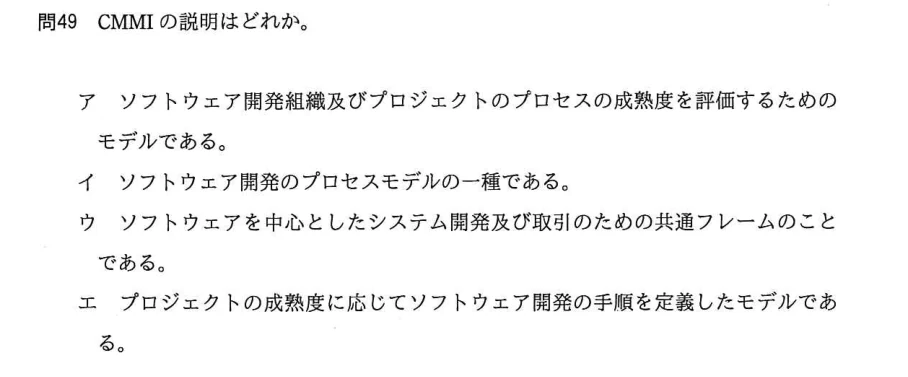 問49 CMMI の説明はどれか。
ア ソフトウェア開発組織及びプロジェクトのプロセスの成熟度を評価するための
モデルである。
イ ソフトウェア開発のプロセスモデルの一種である。
ウ ソフトウェアを中心としたシステム開発及び取引のための共通フレームのこと
である。
エ プロジェクトの成熟度に応じてソフトウェア開発の手順を定義したモデルであ
る。